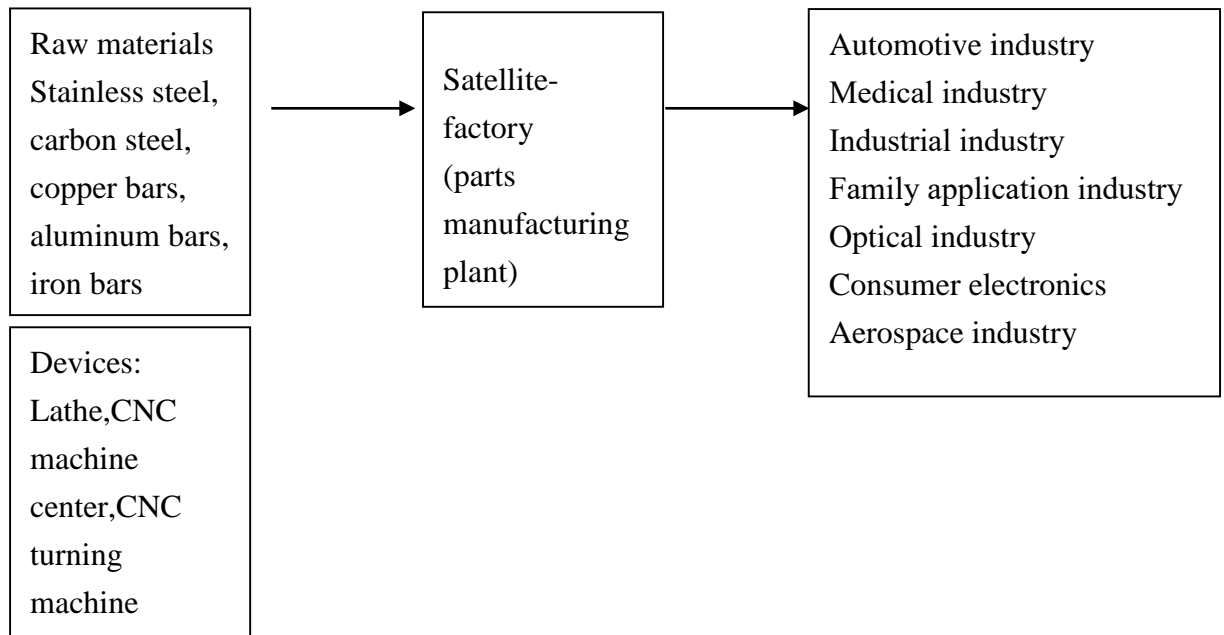 Raw materials
Stainless steel,
carbon steel,
copper bars,
aluminum bars,
iron bars
Devices:
Lathe,CNC
machine
center,CNC
turning
machine
Satellite-
factory
(parts
manufacturing
plant)
Automotive industry
Medical industry
Industrial industry
Family application industry
Optical industry
Consumer electronics
Aerospace industry